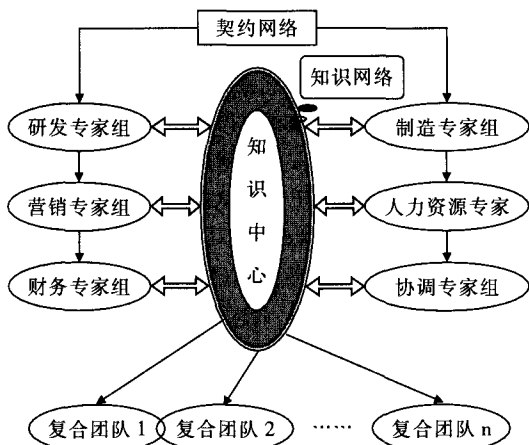 契约网络
知识网络
研发专家组
制造专家组
知识中心
营销专家组
人力资源专家
财务专家组
协调专家组
复合团队 1
复合团队 2
……
复合团队 n